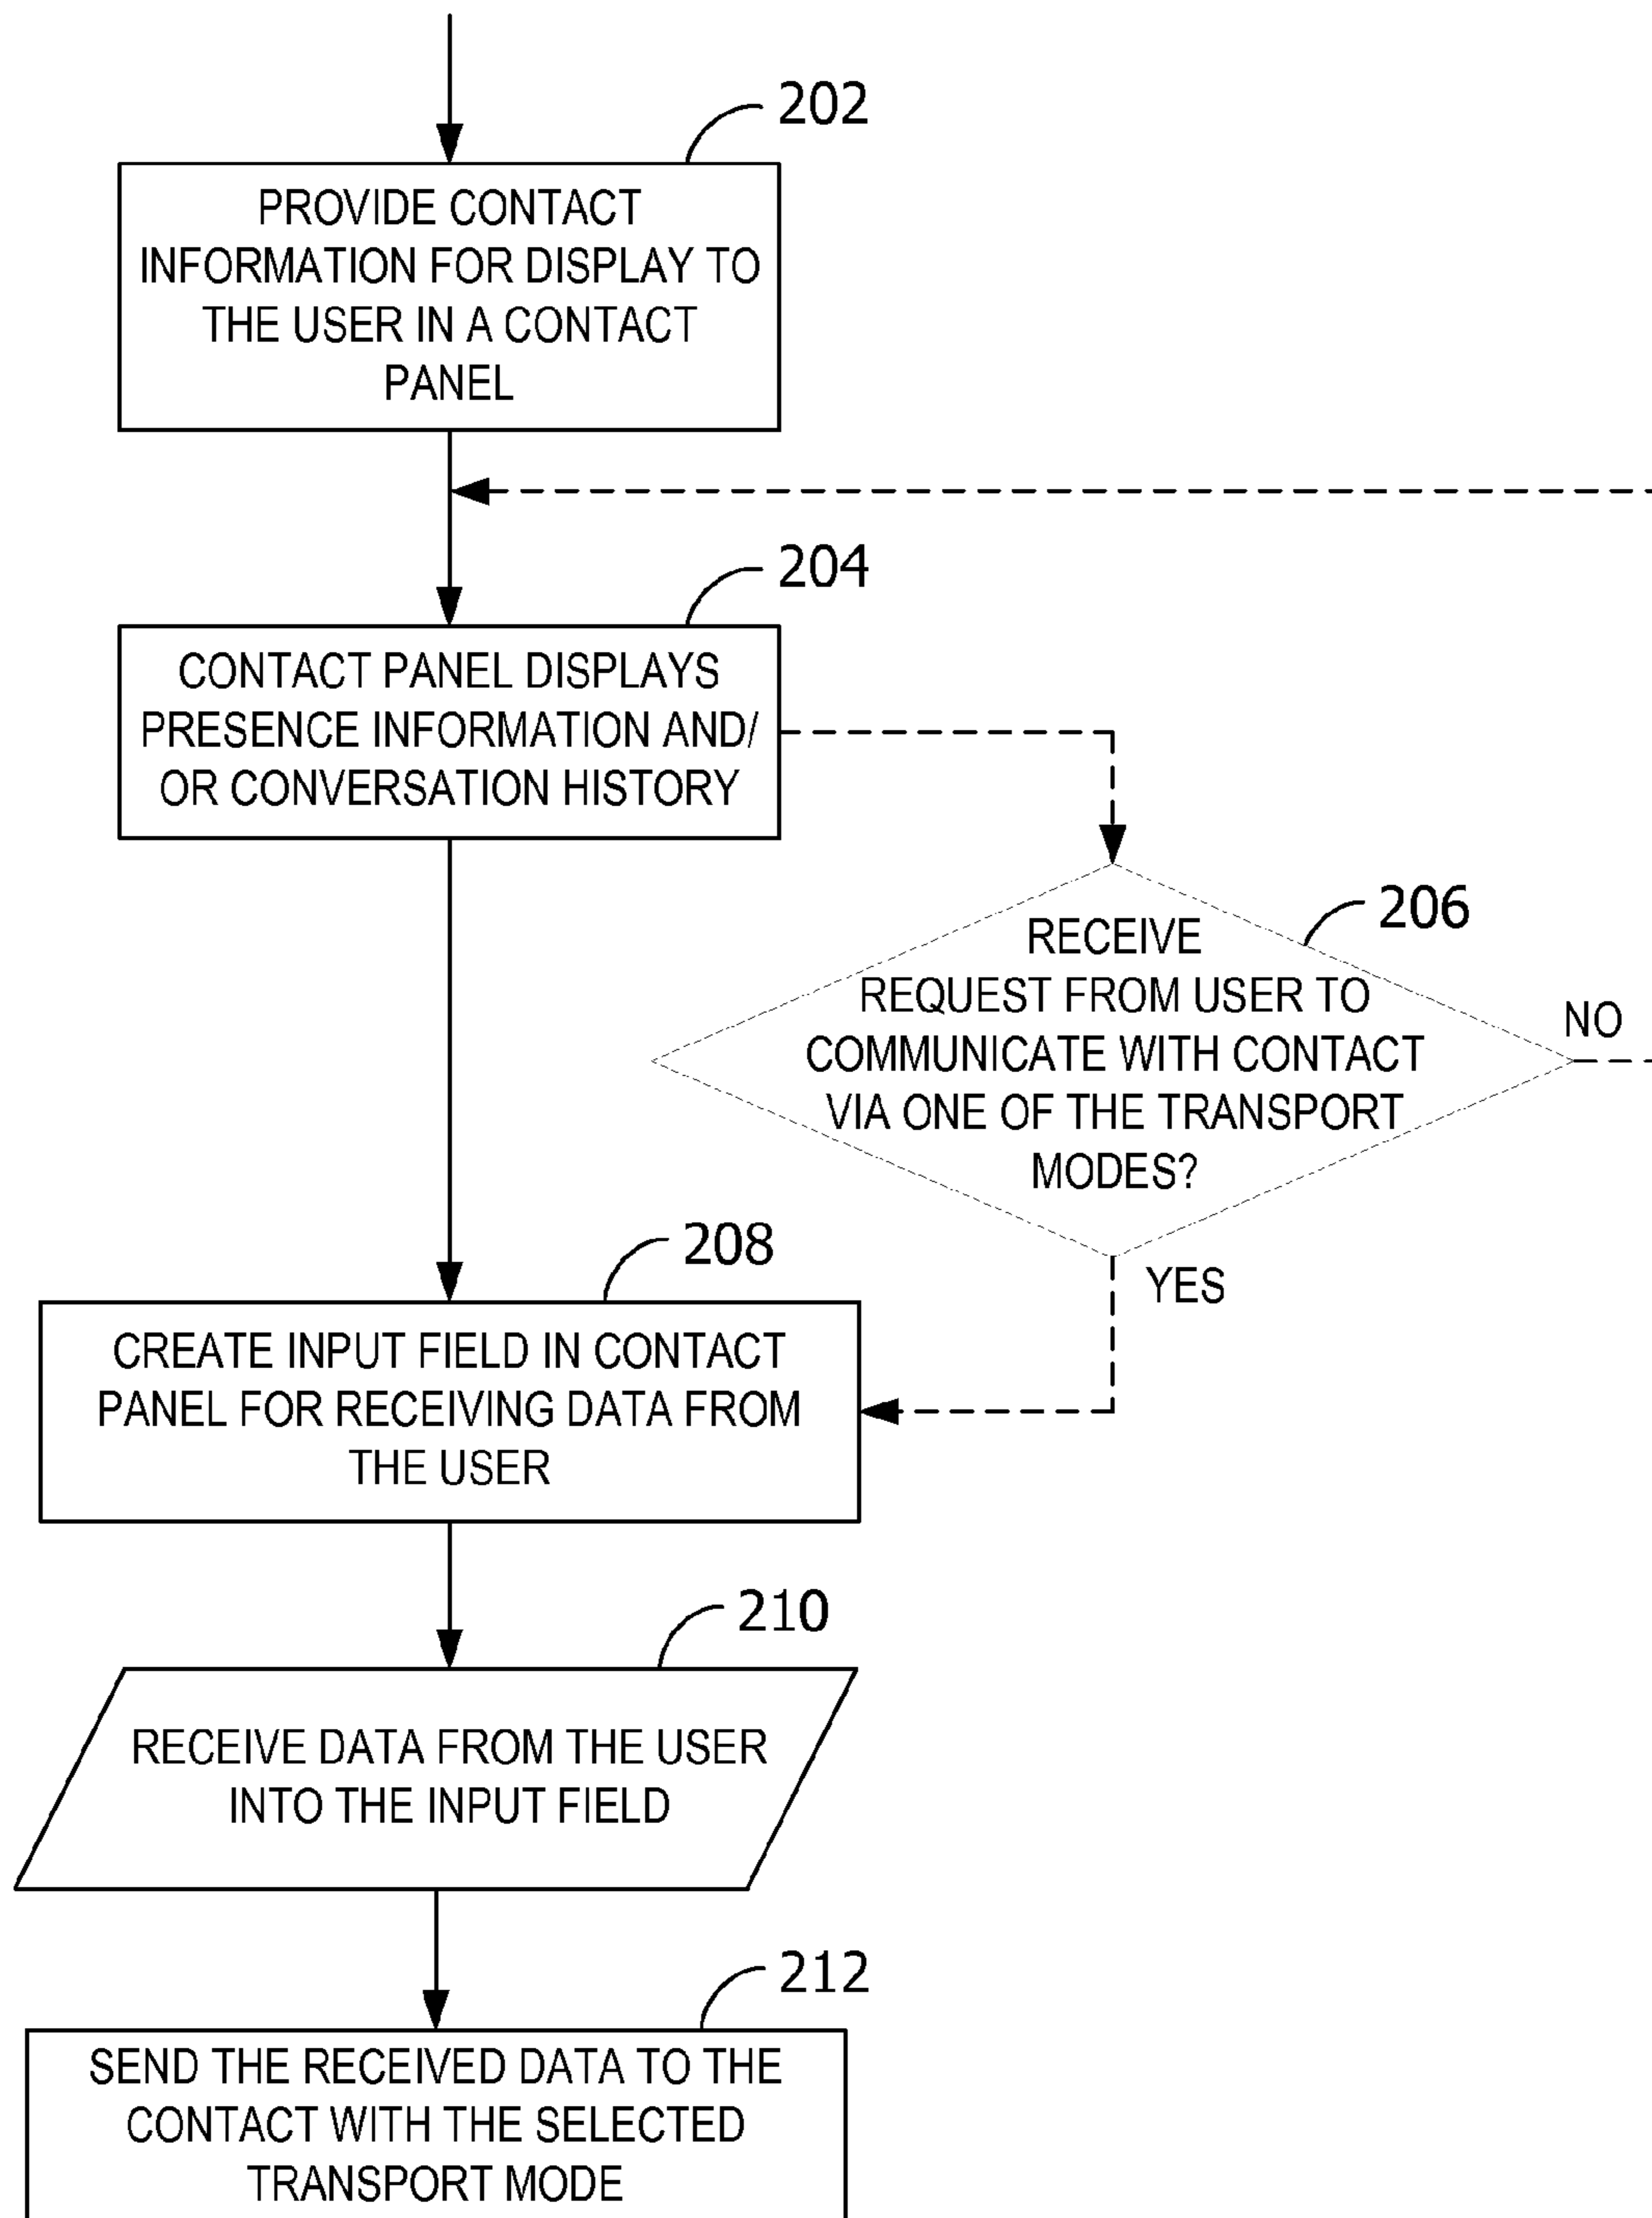 202
PROVIDE CONTACT
INFORMATION FOR DISPLAY TO
THE USER IN A CONTACT
PANEL
204
CONTACT PANEL DISPLAYS
PRESENCE INFORMATION AND/
OR CONVERSATION HISTORY
206
RECEIVE
REQUEST FROM USER TO
COMMUNICATE WITH CONTACT
VIA ONE OF THE TRANSPORT
MODES?
NO
YES
208
CREATE INPUT FIELD IN CONTACT
PANEL FOR RECEIVING DATA FROM
THE USER
210
RECEIVE DATA FROM THE USER
INTO THE INPUT FIELD
212
SEND THE RECEIVED DATA TO THE
CONTACT WITH THE SELECTED
TRANSPORT MODE